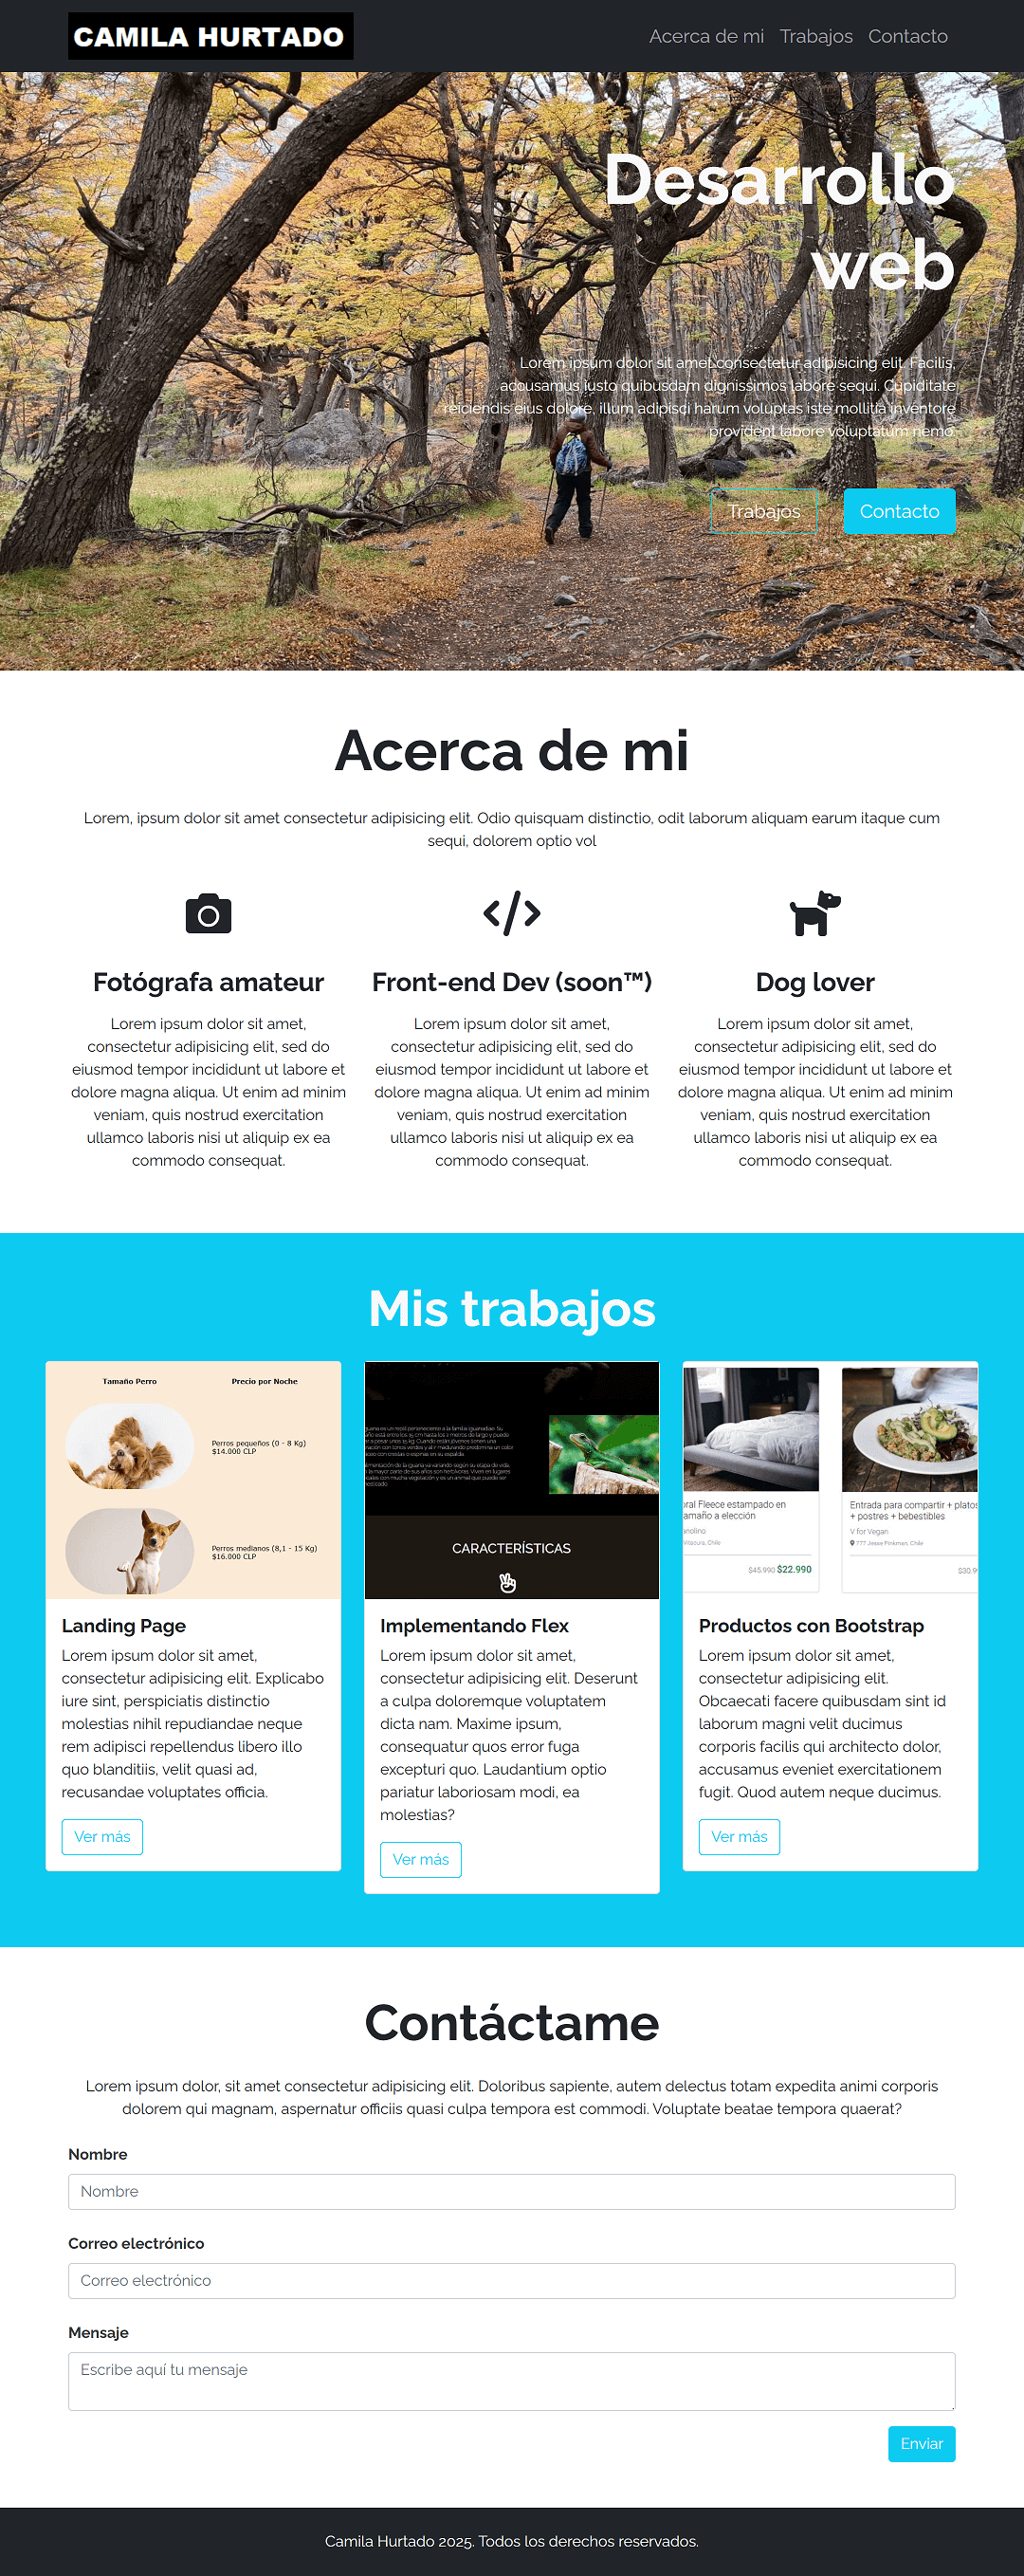 CAMILA HURTADO
Acerca de mi Trabajos Contacto
Desarrollo
web
Lorem ipsum dolor sit amet consectetur adipisicing elit. Facilis,
accusamus iusto quibusdam dignissimos labore sequi. Cupiditate
reiciendis eius dolore, illum adipisci harum voluptas iste mollitia inventore
provident labore voluptatum nemo.
Trabajos Contacto
Acerca de mi
Lorem, ipsum dolor sit amet consectetur adipisicing elit. Odio quisquam distinctio, odit laborum aliquam earum itaque cum
sequi, dolorem optio vol
Fotógrafa amateur
Lorem ipsum dolor sit amet,
consectetur adipisicing elit, sed do
eiusmod tempor incididunt ut labore et
dolore magna aliqua. Ut enim ad minim
veniam, quis nostrud exercitation
ullamco laboris nisi ut aliquip ex ea
commodo consequat.
Front-end Dev (soon™)
Lorem ipsum dolor sit amet,
consectetur adipisicing elit, sed do
eiusmod tempor incididunt ut labore et
dolore magna aliqua. Ut enim ad minim
veniam, quis nostrud exercitation
ullamco laboris nisi ut aliquip ex ea
commodo consequat.
Dog lover
Lorem ipsum dolor sit amet,
consectetur adipisicing elit, sed do
eiusmod tempor incididunt ut labore et
dolore magna aliqua. Ut enim ad minim
veniam, quis nostrud exercitation
ullamco laboris nisi ut aliquip ex ea
commodo consequat.
Mis trabajos
Tamaño Perro Precio por Noche
Perros pequeños (0 - 8 Kg)
$14.000 CLP
Perros medianos (8,1 - 15 Kg)
$16.000 CLP
Landing Page
Lorem ipsum dolor sit amet,
consectetur adipisicing elit. Explicabo
iure sint, perspiciatis distinctio
molestias nihil repudiandae neque
rem adipisci repellendus libero illo
quo blanditiis, velit quasi ad,
recusandae voluptates officia.
Ver más
CARACTERÍSTICAS
Implementando Flex
Lorem ipsum dolor sit amet,
consectetur adipisicing elit. Deserunt
a culpa doloremque voluptatem
dicta nam. Maxime ipsum,
consequatur quos error fuga
excepturi quo. Laudantium optio
pariatur laboriosam modi, ea
molestias?
Ver más
ral Fleece estampado en
amaño a elección
$45.990 $22.990
Entrada para compartir + platos
+ postres + bebestibles
V for Vegan
777 Jesse Pinkman, Chile
$30.9
Productos con Bootstrap
Lorem ipsum dolor sit amet,
consectetur adipisicing elit.
Obcaecati facere quibusdam sint id
laborum magni velit ducimus
corporis facilis qui architecto dolor,
accusamus eveniet exercitationem
fugit. Quod autem neque ducimus.
Ver más
Contáctame
Lorem ipsum dolor, sit amet consectetur adipisicing elit. Doloribus sapiente, autem delectus totam expedita animi corporis
dolorem qui magnam, aspernatur officiis quasi culpa tempora est commodi. Voluptate beatae tempora quaerat?
Nombre
Nombre
Correo electrónico
Correo electrónico
Mensaje
Escribe aquí tu mensaje
Enviar
Camila Hurtado 2025. Todos los derechos reservados.